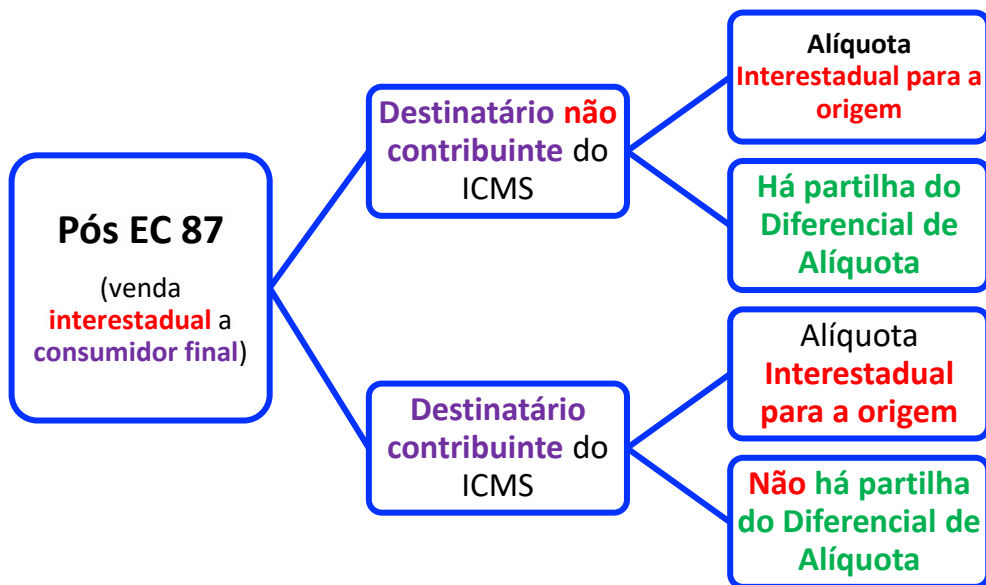 Pós EC 87
(venda
interestadual a
consumidor final)
Destinatário não
contribuinte do
ICMS
Alíquota
Interestadual para a
origem
Há partilha do
Diferencial de
Alíquota
Destinatário
contribuinte do
ICMS
Alíquota
Interestadual
para a origem
Não há partilha
do Diferencial de
Alíquota